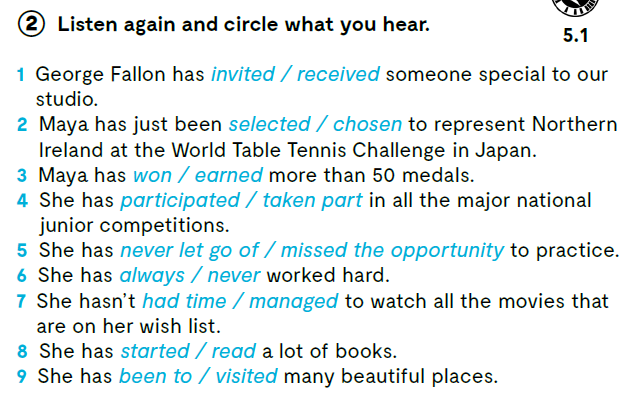 2 Listen again and circle what you hear.
5.1
1 George Fallon has invited / received someone special to our
studio.
2 Maya has just been selected / chosen to represent Northern
Ireland at the World Table Tennis Challenge in Japan.
3 Maya has won / earned more than 50 medals.
4 She has participated / taken part in all the major national
junior competitions.
5 She has never let go of / missed the opportunity to practice.
6 She has always / never worked hard.
7 She hasn’t had time / managed to watch all the movies that
are on her wish list.
8 She has started / read a lot of books.
9 She has been to / visited many beautiful places.